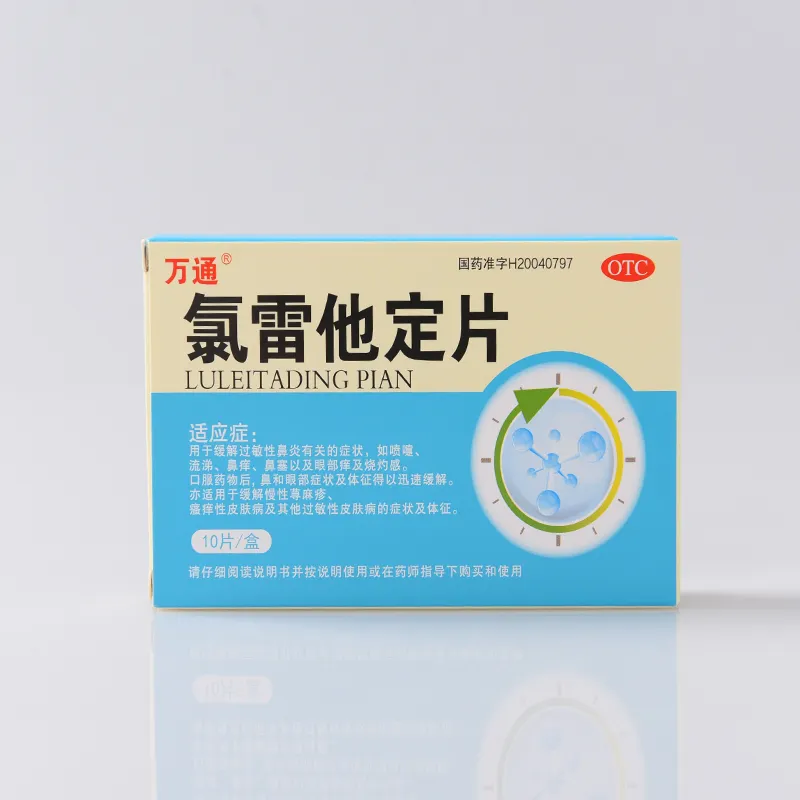 万通®
国药准字H20040797
OTC
氯雷他定片
LULEITADING PIAN
适应症：
用于缓解过敏性鼻炎有关的症状，如喷嚏、
流涕、鼻痒、鼻塞以及眼部痒及烧灼感。
口服药物后，鼻和眼部症状及体征得以迅速缓解。
亦适用于缓解慢性荨麻疹、
瘙痒性皮肤病及其他过敏性皮肤病的症状及体征。
10片/盒
请仔细阅读说明书并按说明使用或在药师指导下购买和使用